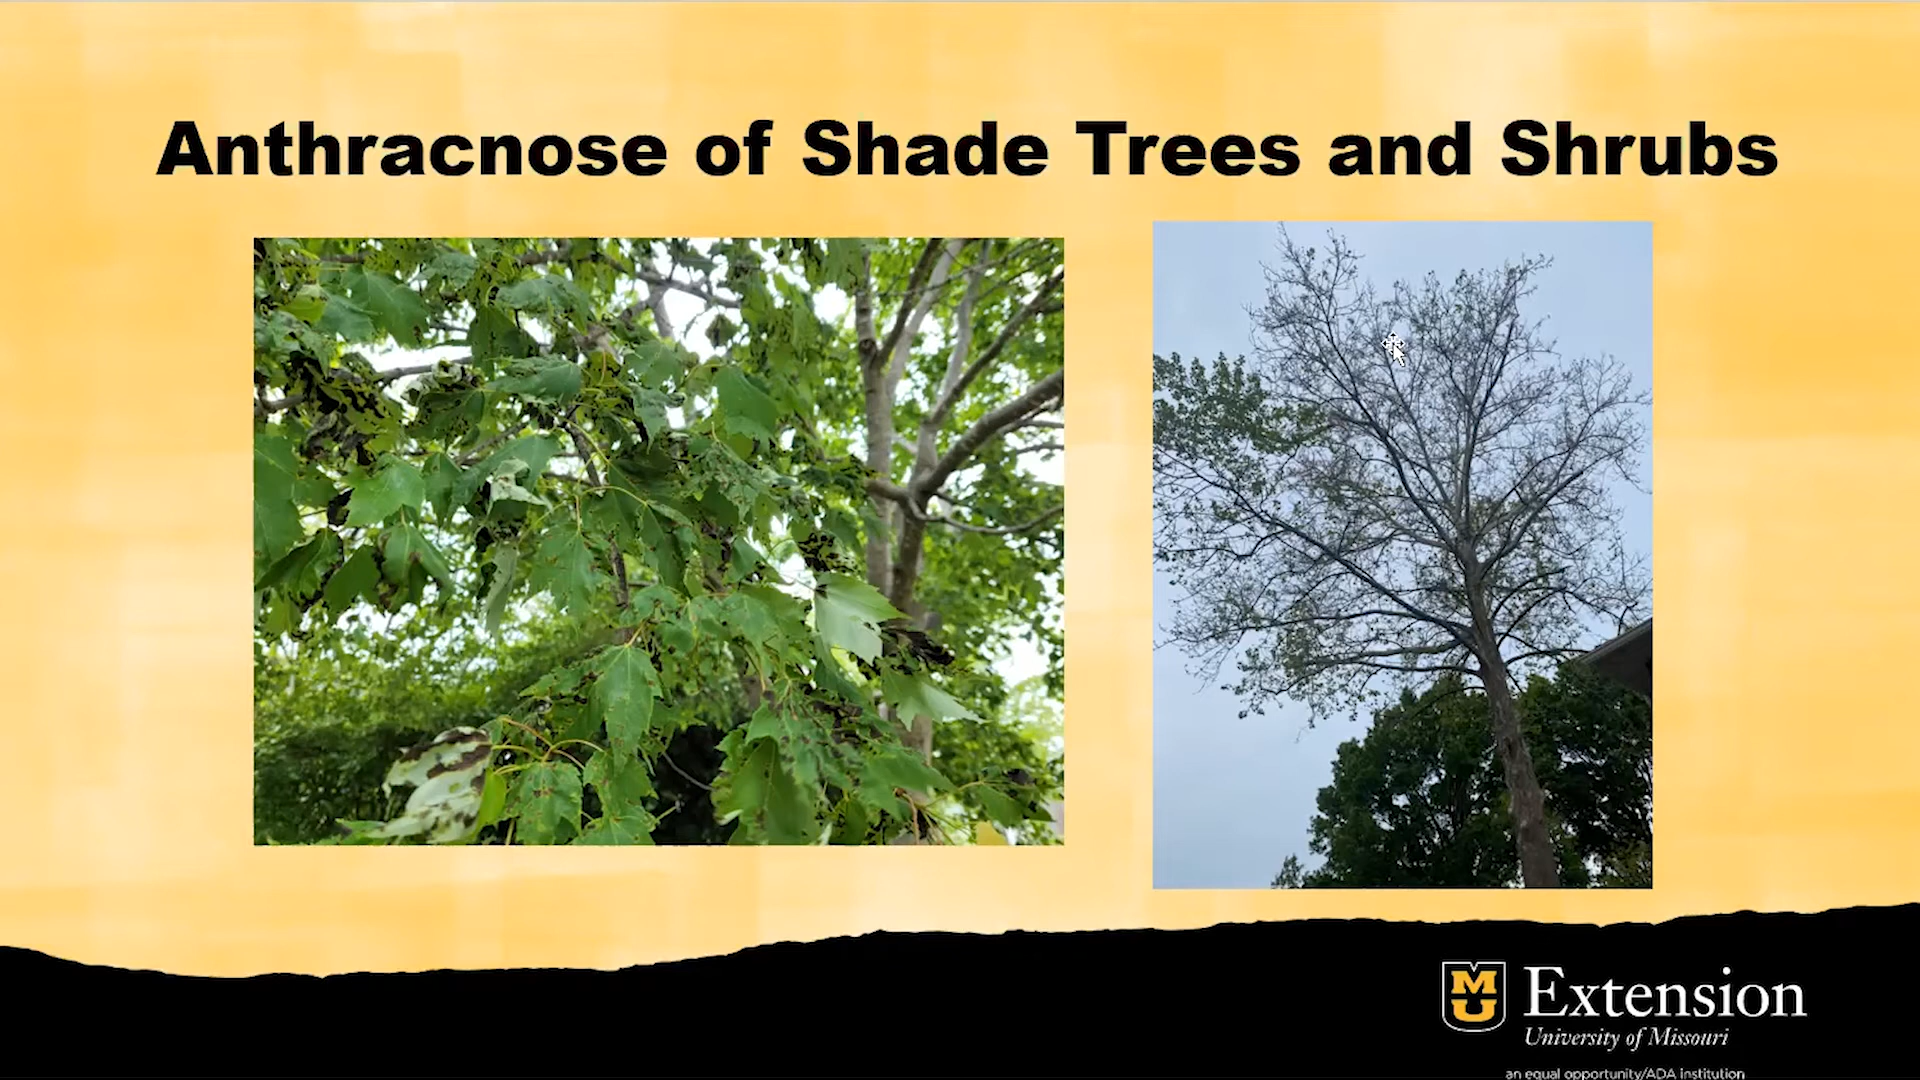 Anthracnose of Shade Trees and Shrubs
MU
Extension
University of Missouri
an equal opportunity/ADA institution